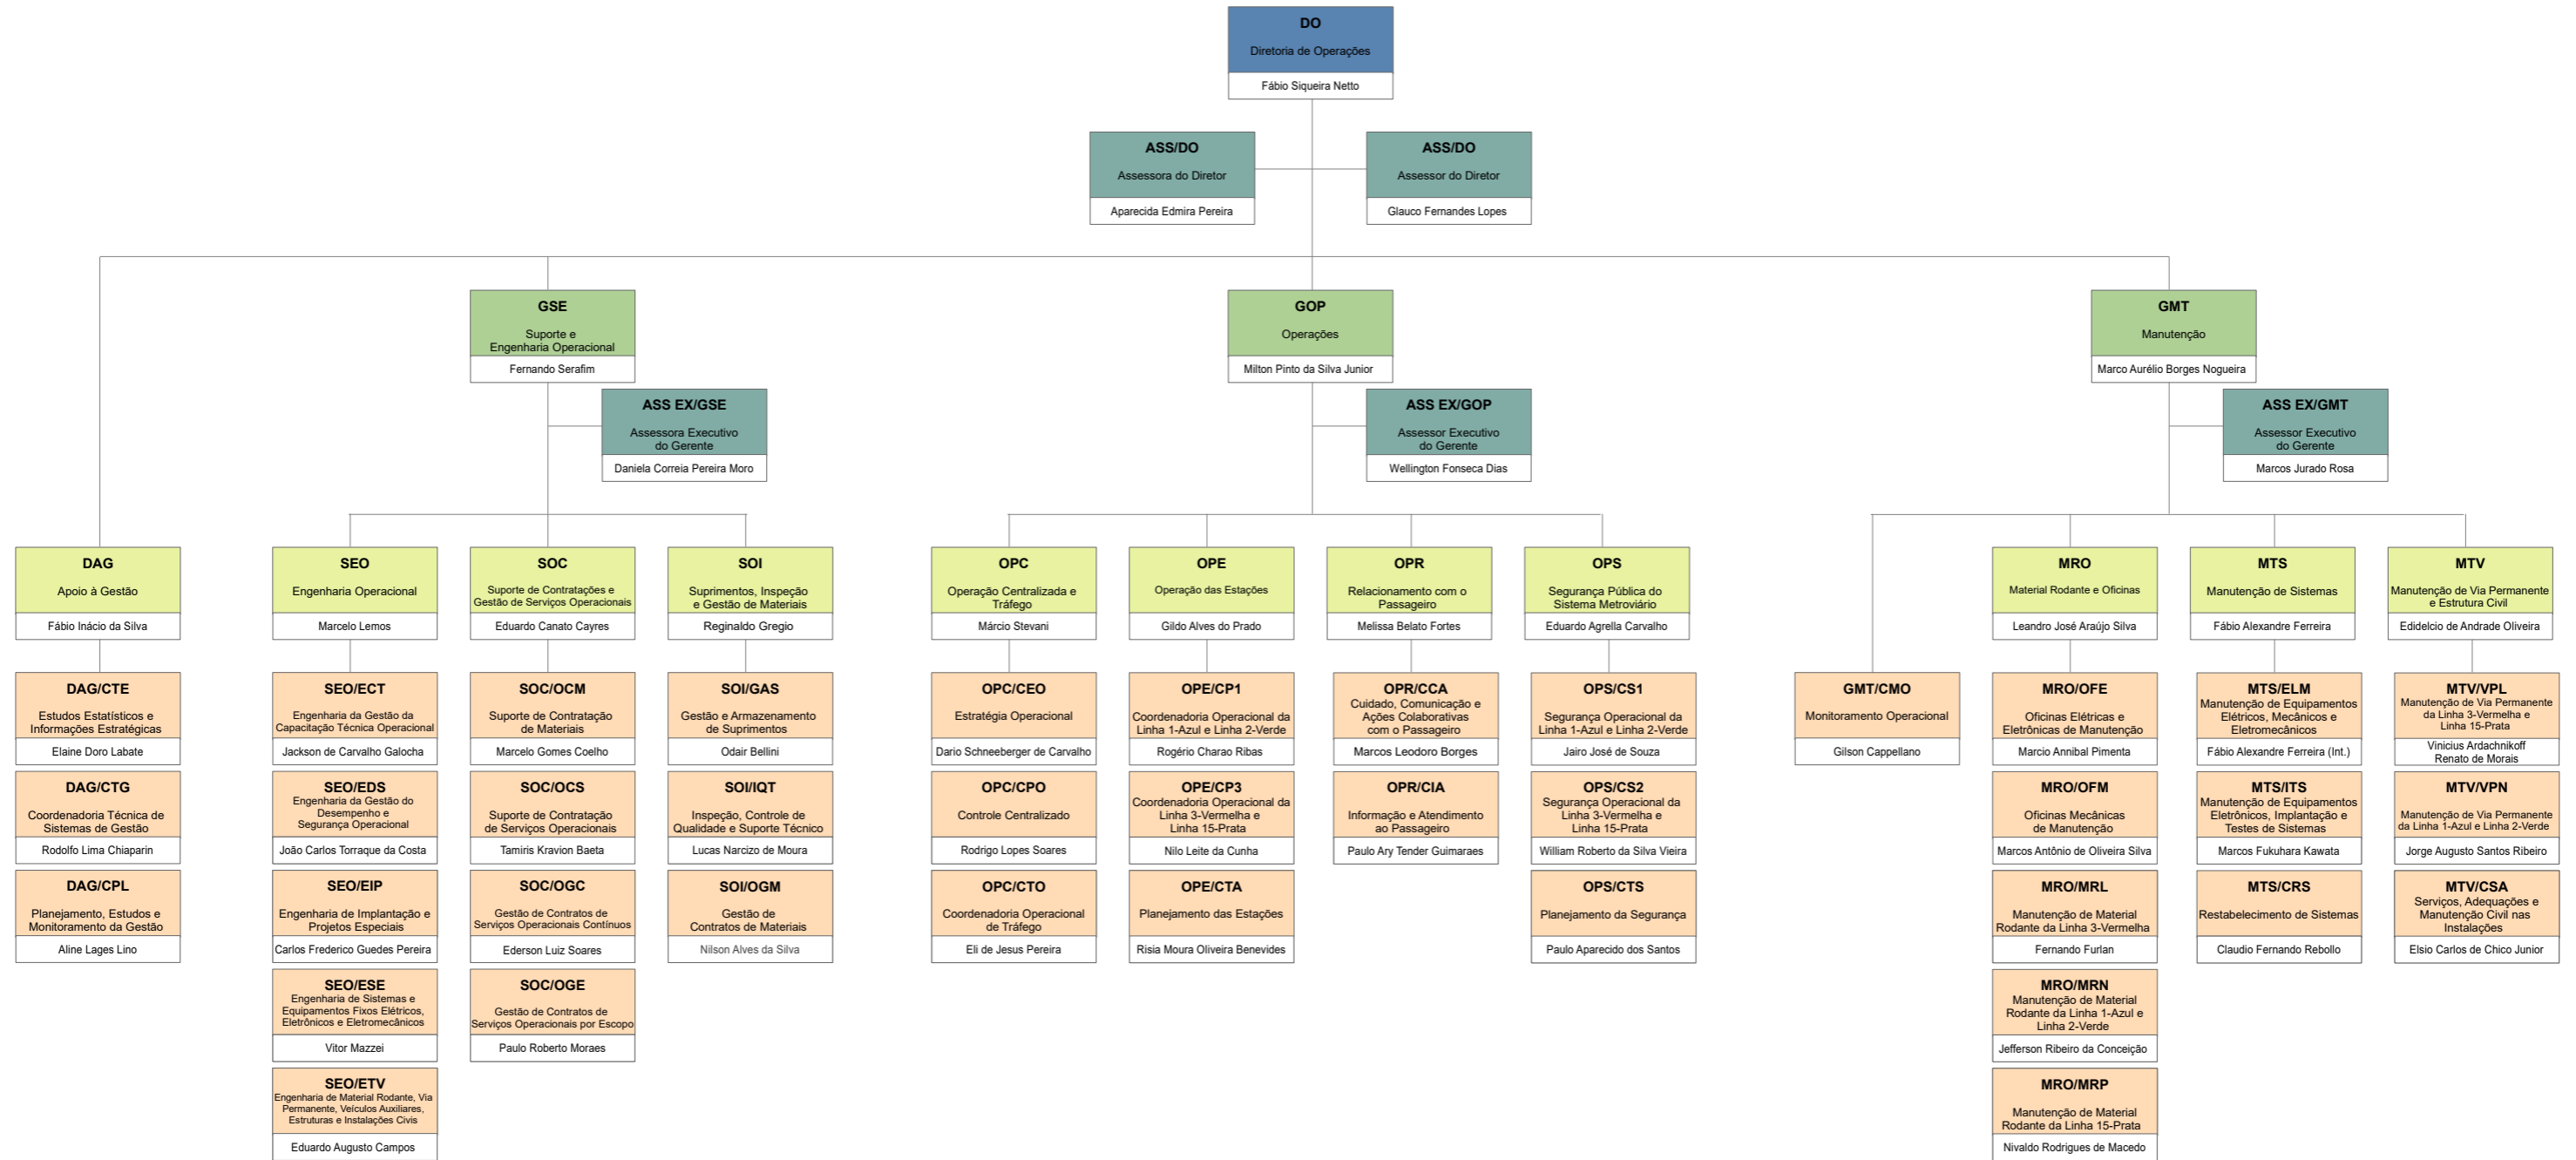 DO
Diretoria de Operações
Fábio Siqueira Netto
ASS/DO
Assessora do Diretor
Aparecida Edmira Pereira
ASS/DO
Assessor do Diretor
Glauco Fernandes Lopes
GSE
Suporte e
Engenharia Operacional
Fernando Serafim
ASS EX/GSE
Assessora Executivo
do Gerente
Daniela Correia Pereira Moro
GOP
Operações
Milton Pinto da Silva Junior
ASS EX/GOP
Assessor Executivo
do Gerente
Wellington Fonseca Dias
GMT
Manutenção
Marco Aurélio Borges Nogueira
ASS EX/GMT
Assessor Executivo
do Gerente
Marcos Jurado Rosa
DAG
Apoio à Gestão
Fábio Inácio da Silva
DAG/CTE
Estudos Estatísticos e
Informações Estratégicas
Elaine Doro Labate
DAG/CTG
Coordenadoria Técnica de
Sistemas de Gestão
Rodolfo Lima Chiaparin
DAG/CPL
Planejamento, Estudos e
Monitoramento da Gestão
Aline Lages Lino
SEO
Engenharia Operacional
Marcelo Lemos
SEO/ECT
Engenharia da Gestão da
Capacitação Técnica Operacional
Jackson de Carvalho Galocha
SEO/EDS
Engenharia da Gestão do
Desempenho e
Segurança Operacional
João Carlos Torraque da Costa
SEO/EIP
Engenharia de Implantação e
Projetos Especiais
Carlos Frederico Guedes Pereira
SEO/ESE
Engenharia de Sistemas e
Equipamentos Fixos Elétricos,
Eletrônicos e Eletromecânicos
Vitor Mazzei
SEO/ETV
Engenharia de Material Rodante, Via
Permanente, Veículos Auxiliares,
Estruturas e Instalações Civis
Eduardo Augusto Campos
SOC
Suporte de Contratações e
Gestão de Serviços Operacionais
Eduardo Canato Cayres
SOC/OCM
Suporte de Contratação
de Materiais
Marcelo Gomes Coelho
SOC/OCS
Suporte de Contratação
de Serviços Operacionais
Tamiris Kravion Baeta
SOC/OGC
Gestão de Contratos de
Serviços Operacionais Contínuos
Ederson Luiz Soares
SOC/OGE
Gestão de Contratos de
Serviços Operacionais por Escopo
Paulo Roberto Moraes
SOI
Suprimentos, Inspeção
e Gestão de Materiais
Reginaldo Gregio
SOI/GAS
Gestão e Armazenamento
de Suprimentos
Odair Bellini
SOI/IQT
Inspeção, Controle de
Qualidade e Suporte Técnico
Lucas Narcizo de Moura
SOI/OGM
Gestão de
Contratos de Materiais
Nilson Alves da Silva
OPC
Operação Centralizada e
Tráfego
Márcio Stevani
OPC/CEO
Estratégia Operacional
Dario Schneeberger de Carvalho
OPC/CPO
Controle Centralizado
Rodrigo Lopes Soares
OPC/CTO
Coordenadoria Operacional
de Tráfego
Eli de Jesus Pereira
OPE
Operação das Estações
Gildo Alves do Prado
OPE/CP1
Coordenadoria Operacional da
Linha 1-Azul e Linha 2-Verde
Rogério Charao Ribas
OPE/CP3
Coordenadoria Operacional da
Linha 3-Vermelha e
Linha 15-Prata
Nilo Leite da Cunha
OPE/CTA
Planejamento das Estações
Risia Moura Oliveira Benevides
OPR
Relacionamento com o
Passageiro
Melissa Belato Fortes
OPR/CCA
Cuidado, Comunicação e
Ações Colaborativas
com o Passageiro
Marcos Leodoro Borges
OPR/CIA
Informação e Atendimento
ao Passageiro
Paulo Ary Tender Guimaraes
OPS
Segurança Pública do
Sistema Metroviário
Eduardo Agrella Carvalho
OPS/CS1
Segurança Operacional da
Linha 1-Azul e Linha 2-Verde
Jairo José de Souza
OPS/CS2
Segurança Operacional da
Linha 3-Vermelha e
Linha 15-Prata
William Roberto da Silva Vieira
OPS/CTS
Planejamento da Segurança
Paulo Aparecido dos Santos
GMT/CMO
Monitoramento Operacional
Gilson Cappellano
MRO
Material Rodante e Oficinas
Leandro José Araújo Silva
MRO/OFE
Oficinas Elétricas e
Eletrônicas de Manutenção
Marcio Annibal Pimenta
MRO/OFM
Oficinas Mecânicas
de Manutenção
Marcos Antônio de Oliveira Silva
MRO/MRL
Manutenção de Material
Rodante da Linha 3-Vermelha
Fernando Furlan
MRO/MRN
Manutenção de Material
Rodante da Linha 1-Azul e
Linha 2-Verde
Jefferson Ribeiro da Conceição
MRO/MRP
Manutenção de Material
Rodante da Linha 15-Prata
Nivaldo Rodrigues de Macedo
MTS
Manutenção de Sistemas
Fábio Alexandre Ferreira
MTS/ELM
Manutenção de Equipamentos
Elétricos, Mecânicos e
Eletromecânicos
Fábio Alexandre Ferreira (Int.)
MTS/ITS
Manutenção de Equipamentos
Eletrônicos, Implantação e
Testes de Sistemas
Marcos Fukuhara Kawata
MTS/CRS
Restabelecimento de Sistemas
Claudio Fernando Rebollo
MTV
Manutenção de Via Permanente
e Estrutura Civil
Edidelcio de Andrade Oliveira
MTV/VPL
Manutenção de Via Permanente
da Linha 3-Vermelha e
Linha 15-Prata
Vinicius Ardachnikoff
Renato de Morais
MTV/VPN
Manutenção de Via Permanente
da Linha 1-Azul e Linha 2-Verde
Jorge Augusto Santos Ribeiro
MTV/CSA
Serviços, Adequações e
Manutenção Civil nas
Instalações
Elsio Carlos de Chico Junior